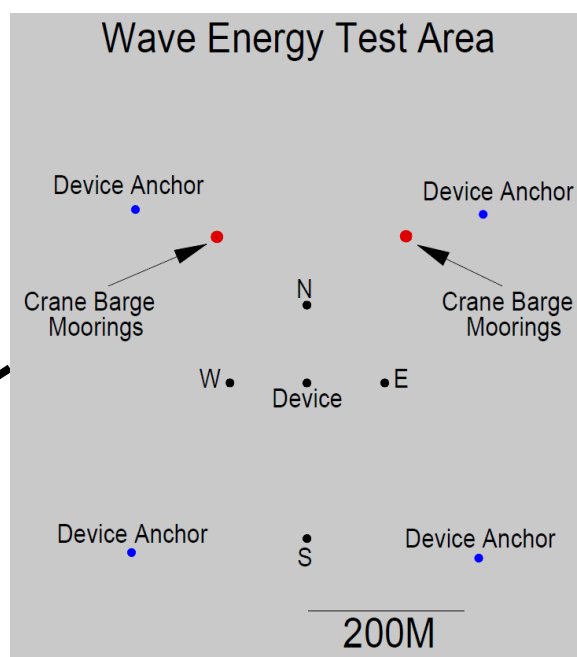 Wave Energy Test Area
Device Anchor
Device Anchor
Crane Barge
Moorings
Crane Barge
Moorings
N
W
E
Device
Device Anchor
Device Anchor
S
200M